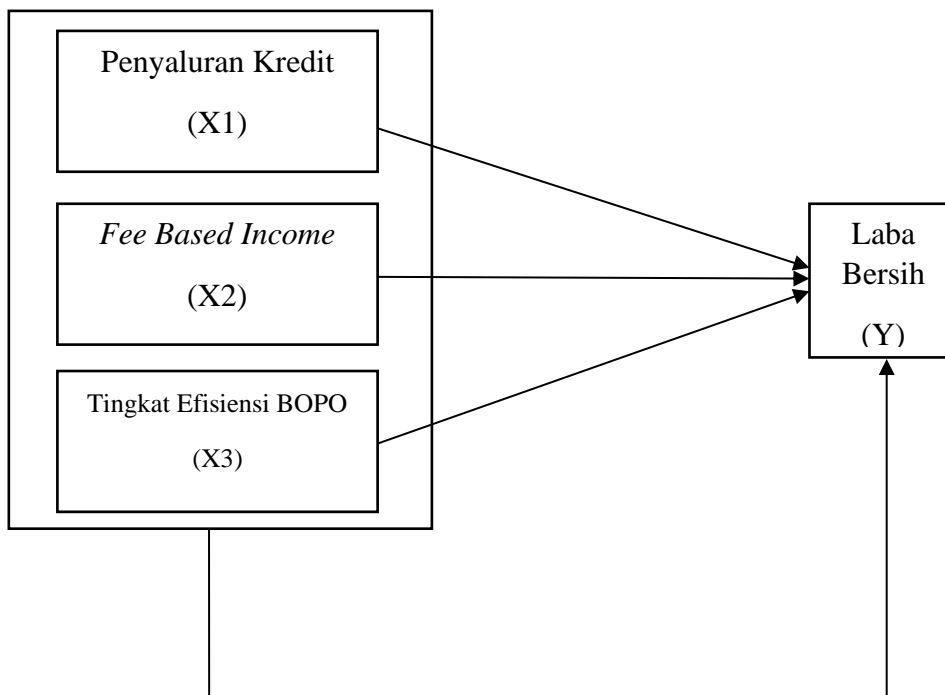 Penyaluran Kredit
(X1)
Fee Based Income
(X2)
Tingkat Efisiensi BOPO
(X3)
Laba
Bersih
(Y)